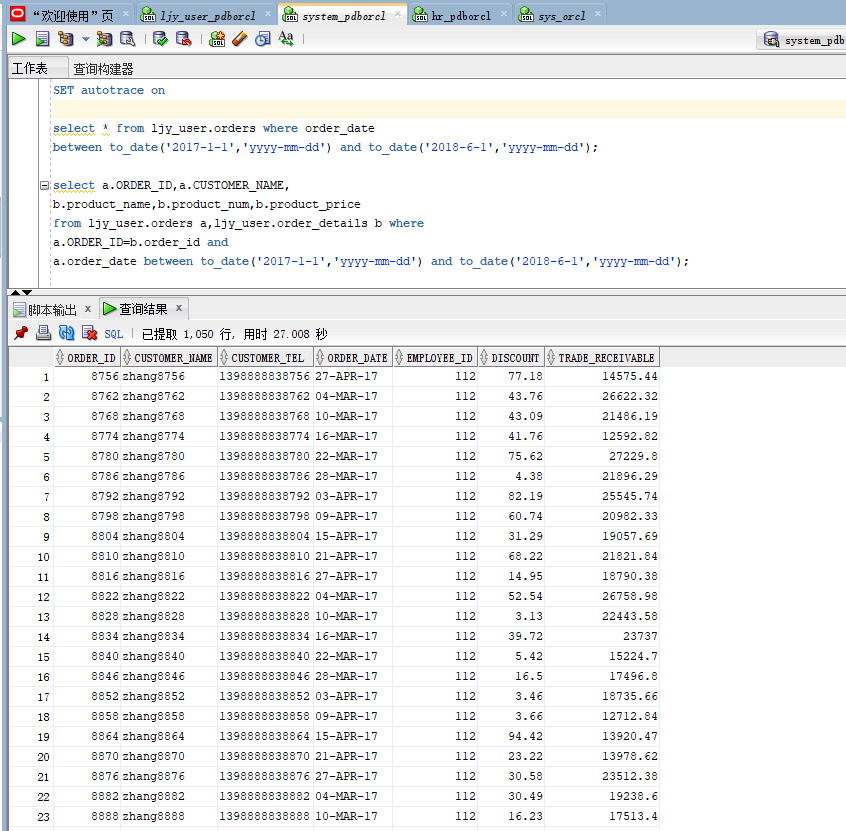 “欢迎使用”页 ljy_user_pdborcl system_pdborcl hr_pdborcl sys_orcl
system_pdb
工作表 查询构建器
SET autotrace on
select * from ljy_user.orders where order_date
between to_date('2017-1-1','yyyy-mm-dd') and to_date('2018-6-1','yyyy-mm-dd');
select a.ORDER_ID,a.CUSTOMER_NAME,
b.product_name,b.product_num,b.product_price
from ljy_user.orders a,ljy_user.order_details b where
a.ORDER_ID=b.order_id and
a.order_date between to_date('2017-1-1','yyyy-mm-dd') and to_date('2018-6-1','yyyy-mm-dd');
脚本输出 x 查询结果 x
SQL | 已提取 1,050 行, 用时 27.008 秒
ORDER_ID CUSTOMER_NAME CUSTOMER_TEL ORDER_DATE EMPLOYEE_ID DISCOUNT TRADE_RECEIVABLE
1 8756 zhang8756 1398888838756 27-APR-17 112 77.18 14575.44
2 8762 zhang8762 1398888838762 04-MAR-17 112 43.76 26622.32
3 8768 zhang8768 1398888838768 10-MAR-17 112 43.09 21486.19
4 8774 zhang8774 1398888838774 16-MAR-17 112 41.76 12592.82
5 8780 zhang8780 1398888838780 22-MAR-17 112 75.62 27229.8
6 8786 zhang8786 1398888838786 28-MAR-17 112 4.38 21896.29
7 8792 zhang8792 1398888838792 03-APR-17 112 82.19 25545.74
8 8798 zhang8798 1398888838798 09-APR-17 112 60.74 20982.33
9 8804 zhang8804 1398888838804 15-APR-17 112 31.29 19057.69
10 8810 zhang8810 1398888838810 21-APR-17 112 68.22 21821.84
11 8816 zhang8816 1398888838816 27-APR-17 112 14.95 18790.38
12 8822 zhang8822 1398888838822 04-MAR-17 112 52.54 26758.98
13 8828 zhang8828 1398888838828 10-MAR-17 112 3.13 22443.58
14 8834 zhang8834 1398888838834 16-MAR-17 112 39.72 23737
15 8840 zhang8840 1398888838840 22-MAR-17 112 5.42 15224.7
16 8846 zhang8846 1398888838846 28-MAR-17 112 16.5 17496.8
17 8852 zhang8852 1398888838852 03-APR-17 112 3.46 18735.66
18 8858 zhang8858 1398888838858 09-APR-17 112 3.66 12712.84
19 8864 zhang8864 1398888838864 15-APR-17 112 94.42 13920.47
20 8870 zhang8870 1398888838870 21-APR-17 112 23.22 13978.62
21 8876 zhang8876 1398888838876 27-APR-17 112 30.58 23512.38
22 8882 zhang8882 1398888838882 04-MAR-17 112 30.49 19238.6
23 8888 zhang8888 1398888838888 10-MAR-17 112 16.23 17513.4